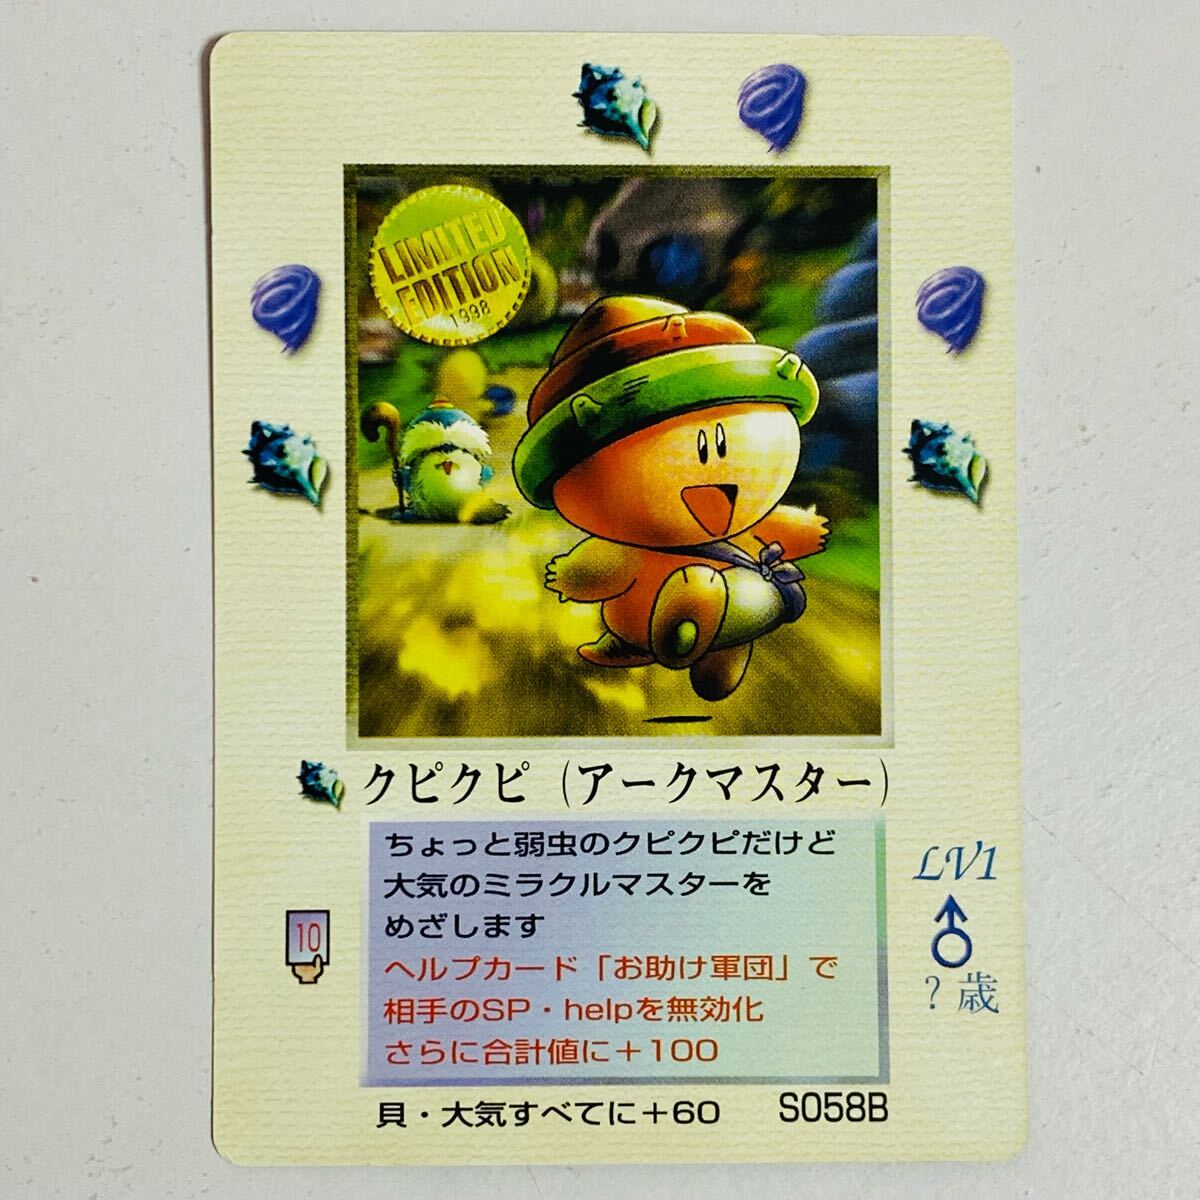 LIMITED
EDITION
1998
クピクピ (アークマスター)
ちょっと弱虫のクピクピだけど
大気のミラクルマスターを
めざします
ヘルプカード「お助け軍団」で
相手のSP・helpを無効化
さらに合計値に＋100
10
LV1
？歳
貝・大気すべてに＋60
S058B